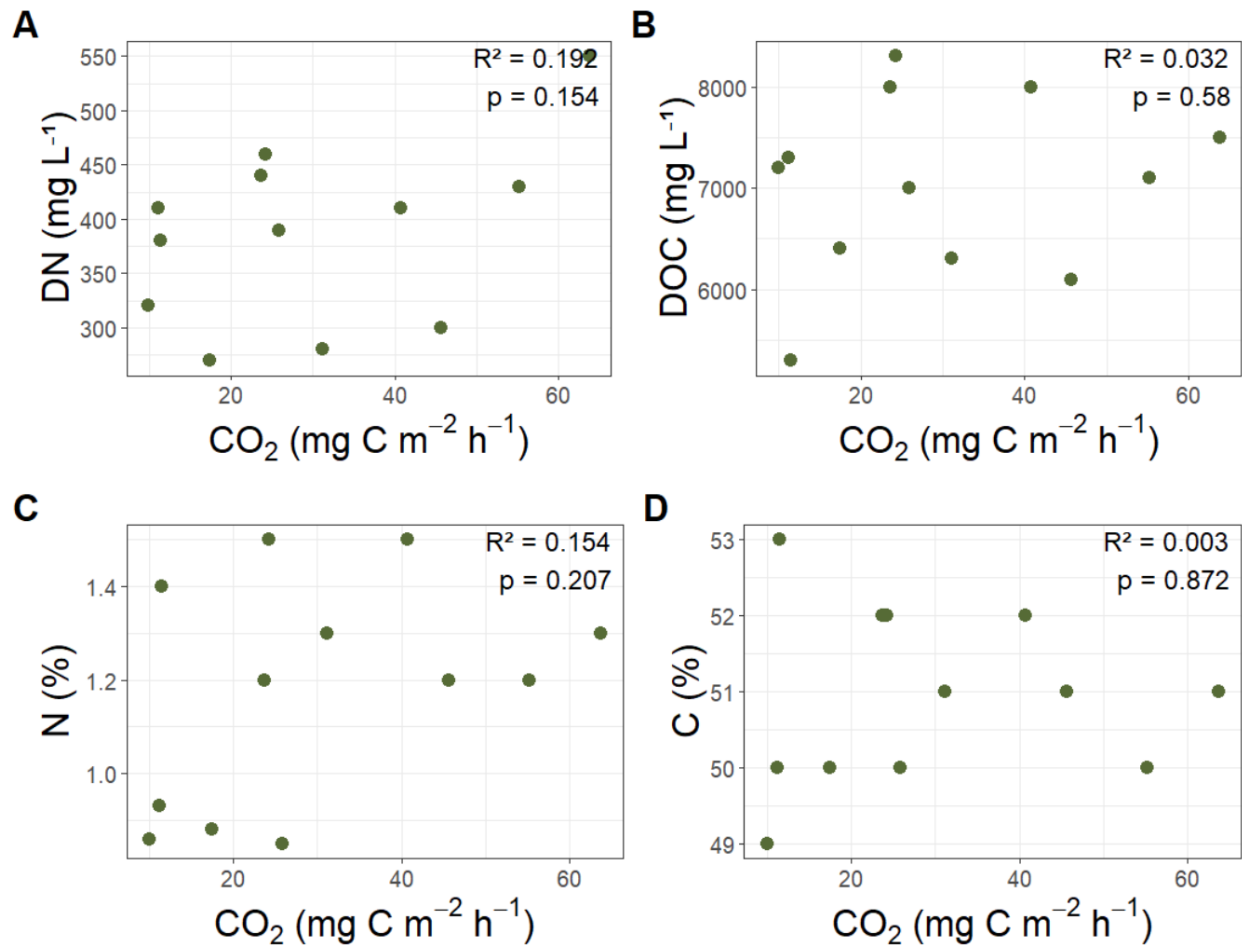 A
R² = 0.192
p = 0.154
DN (mg L⁻¹)
550
500
450
400
350
300
20 40 60
CO₂ (mg C m⁻² h⁻¹)
B
R² = 0.032
p = 0.58
DOC (mg L⁻¹)
8000
7000
6000
20 40 60
CO₂ (mg C m⁻² h⁻¹)
C
R² = 0.154
p = 0.207
N (%)
1.4
1.2
1.0
20 40 60
CO₂ (mg C m⁻² h⁻¹)
D
R² = 0.003
p = 0.872
C (%)
53
52
51
50
49
20 40 60
CO₂ (mg C m⁻² h⁻¹)